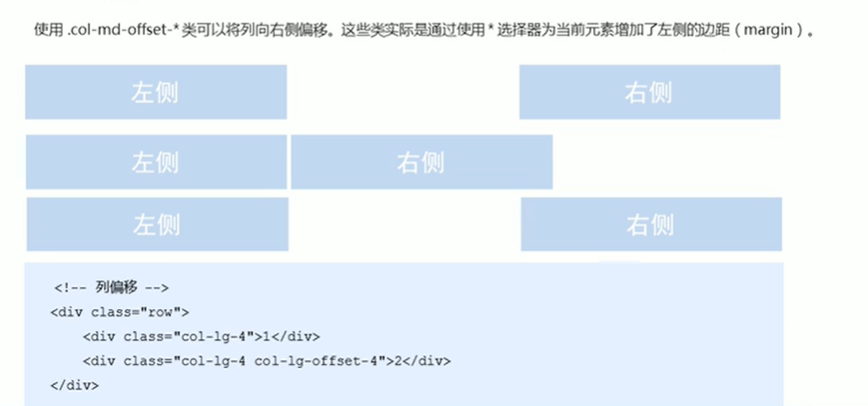 使用 .col-md-offset-* 类可以将列向右侧偏移。这些类实际是通过使用 * 选择器为当前元素增加了左侧的边距（margin）。
左侧 右侧
左侧 右侧
左侧 右侧
<!-- 列偏移 -->
<div class="row">
    <div class="col-lg-4">1</div>
    <div class="col-lg-4 col-lg-offset-4">2</div>
</div>